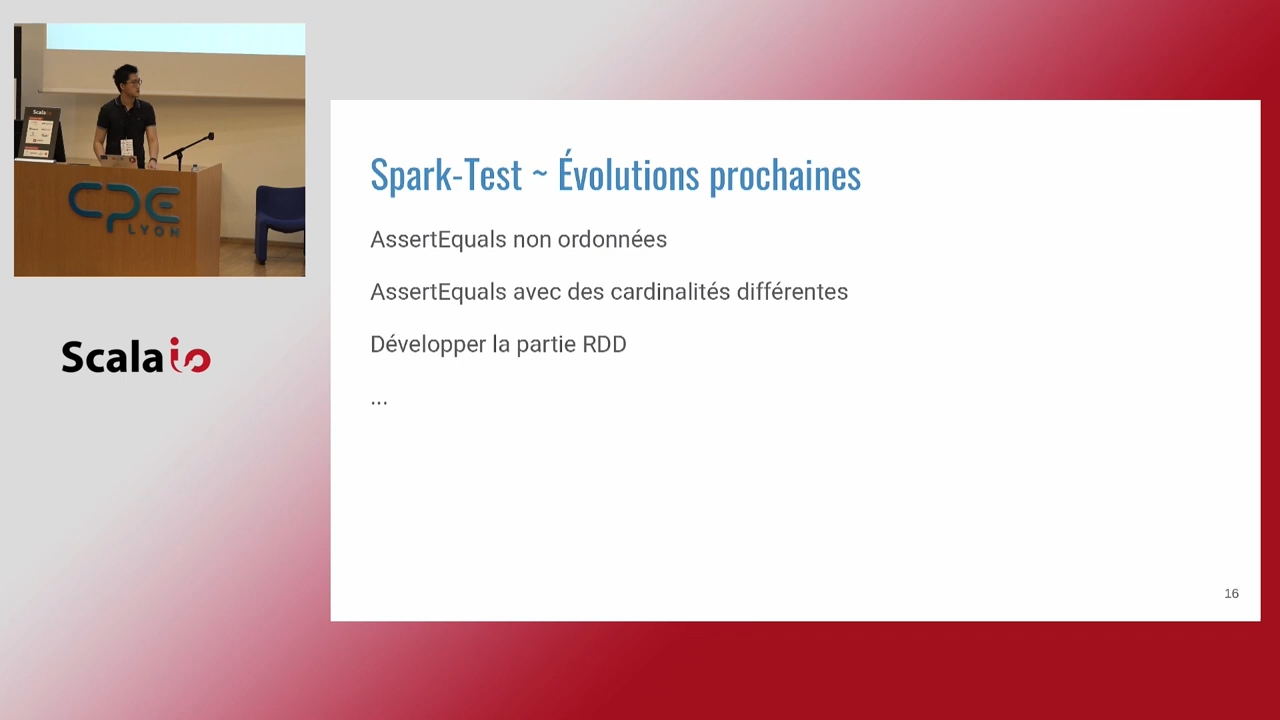 Scala
CPE
LYON
Scala io
Spark-Test ~ Évolutions prochaines
AssertEquals non ordonnées
AssertEquals avec des cardinalités différentes
Développer la partie RDD
...
16